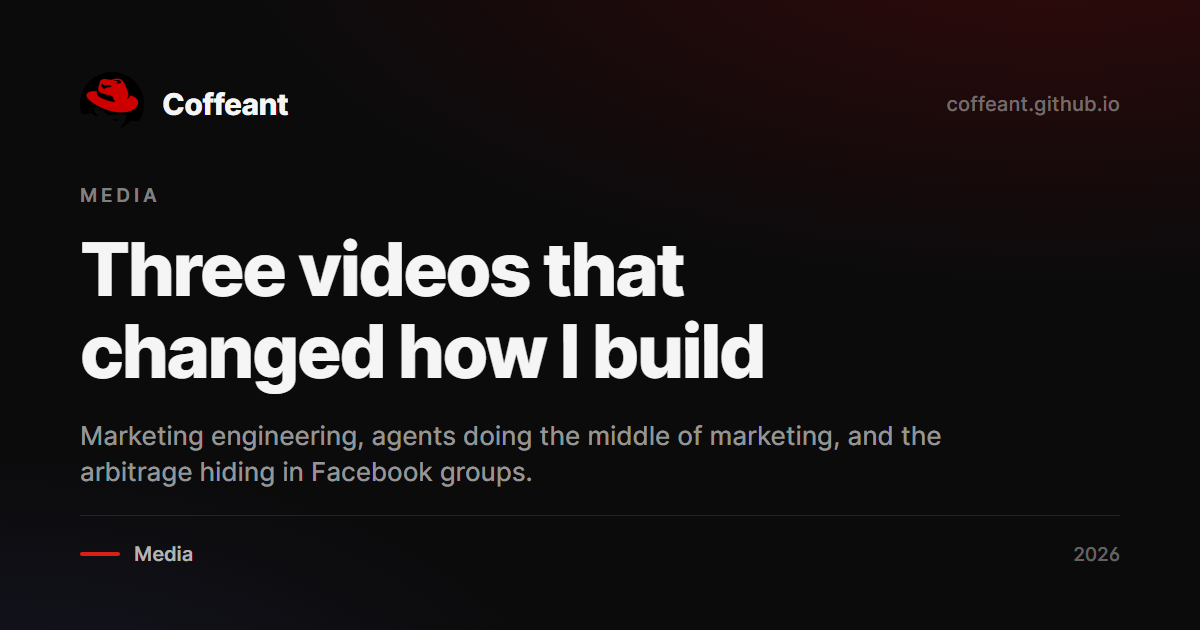 Coffeant
coffeant.github.io
MEDIA
Three videos that
changed how I build
Marketing engineering, agents doing the middle of marketing, and the
arbitrage hiding in Facebook groups.
Media
2026